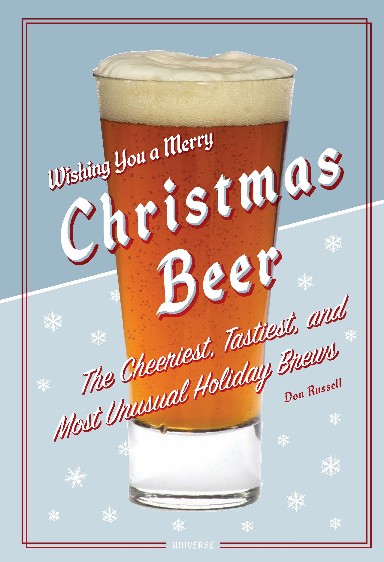 Wishing You a Merry
Christmas
Beer
The Cheeriest, Tastiest, and
Most Unusual Holiday Brews
Don Russell
UNIVERSE